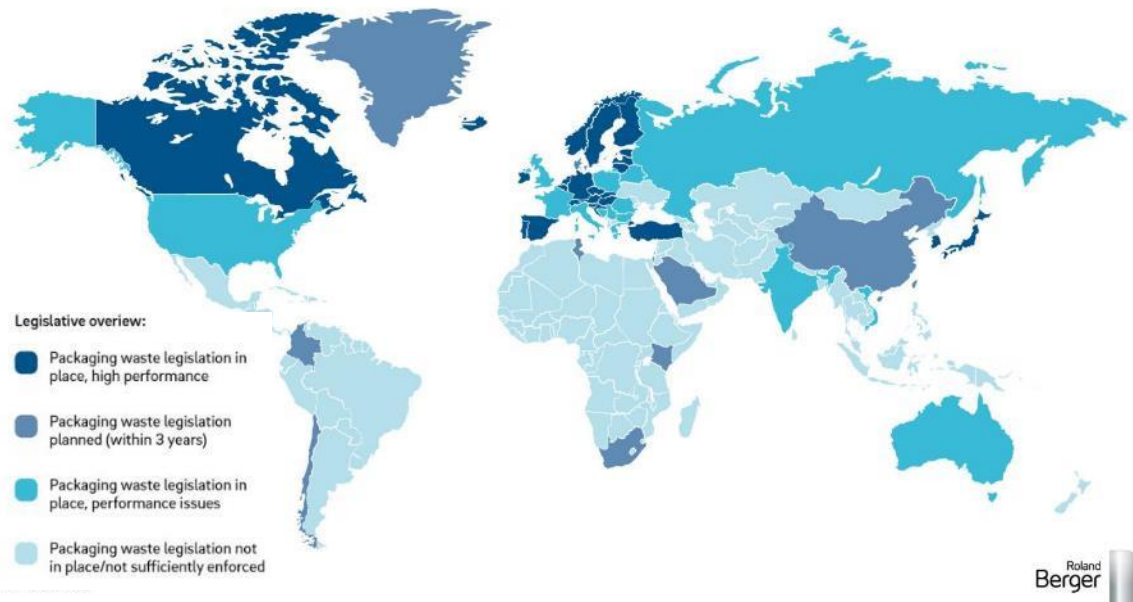 Legislative overiew:
Packaging waste legislation in
place, high performance
Packaging waste legislation
planned (within 3 years)
Packaging waste legislation in
place, performance issues
Packaging waste legislation not
in place/not sufficiently enforced
Roland
Berger